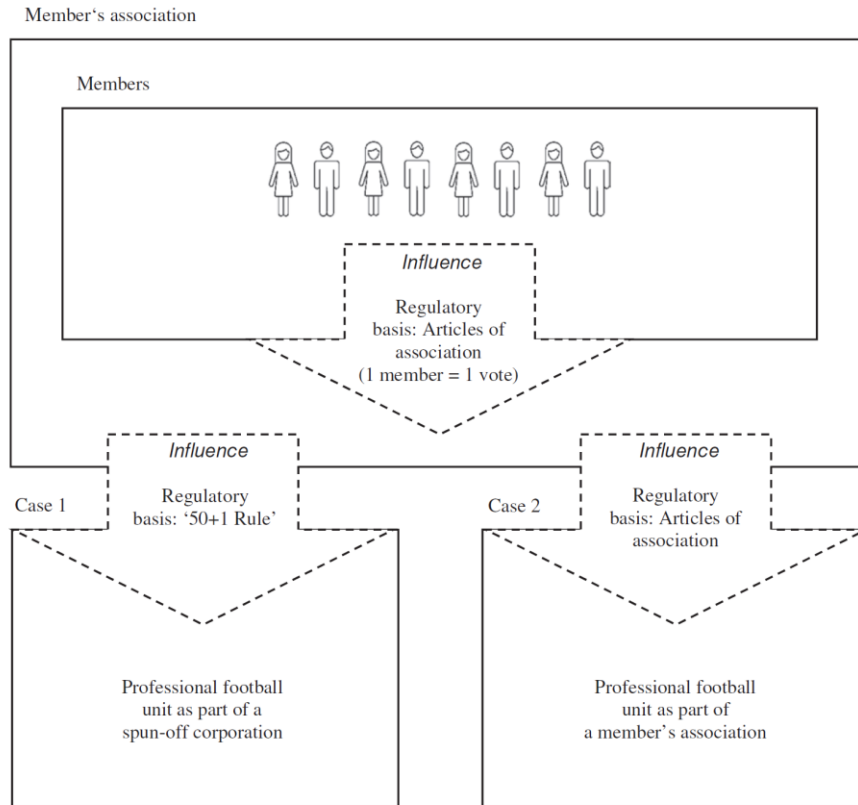 Member‘s association
Members
Influence
Regulatory
basis: Articles of
association
(1 member = 1 vote)
Influence
Regulatory
basis: ‘50+1 Rule’
Case 1
Influence
Regulatory
basis: Articles of
association
Case 2
Professional football
unit as part of a
spun-off corporation
Professional football
unit as part of
a member’s association